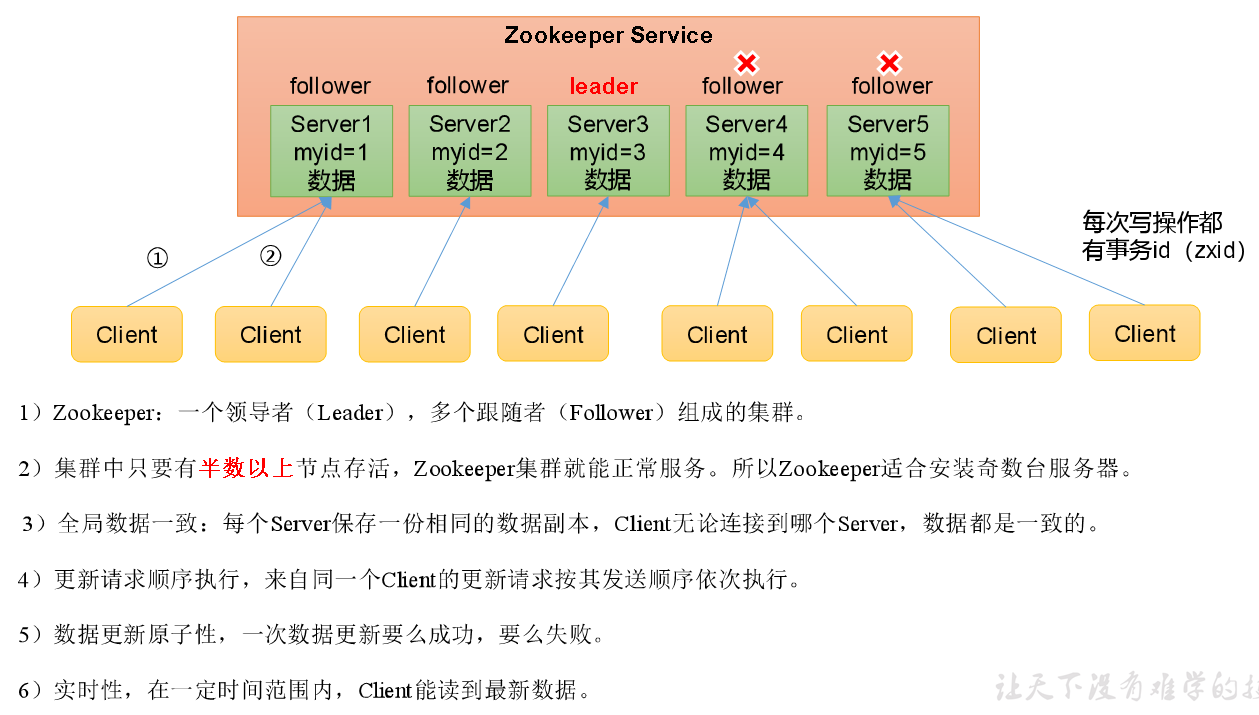 Zookeeper Service
follower
follower
leader
follower
follower
Server1
myid=1
数据
Server2
myid=2
数据
Server3
myid=3
数据
Server4
myid=4
数据
Server5
myid=5
数据
①
②
每次写操作都
有事务id（zxid）
Client
Client
Client
Client
Client
Client
Client
Client
1）Zookeeper：一个领导者（Leader），多个跟随者（Follower）组成的集群。
2）集群中只要有半数以上节点存活，Zookeeper集群就能正常服务。所以Zookeeper适合安装奇数台服务器。
3）全局数据一致：每个Server保存一份相同的数据副本，Client无论连接到哪个Server，数据都是一致的。
4）更新请求顺序执行，来自同一个Client的更新请求按其发送顺序依次执行。
5）数据更新原子性，一次数据更新要么成功，要么失败。
6）实时性，在一定时间范围内，Client能读到最新数据。
让天下没有难学的